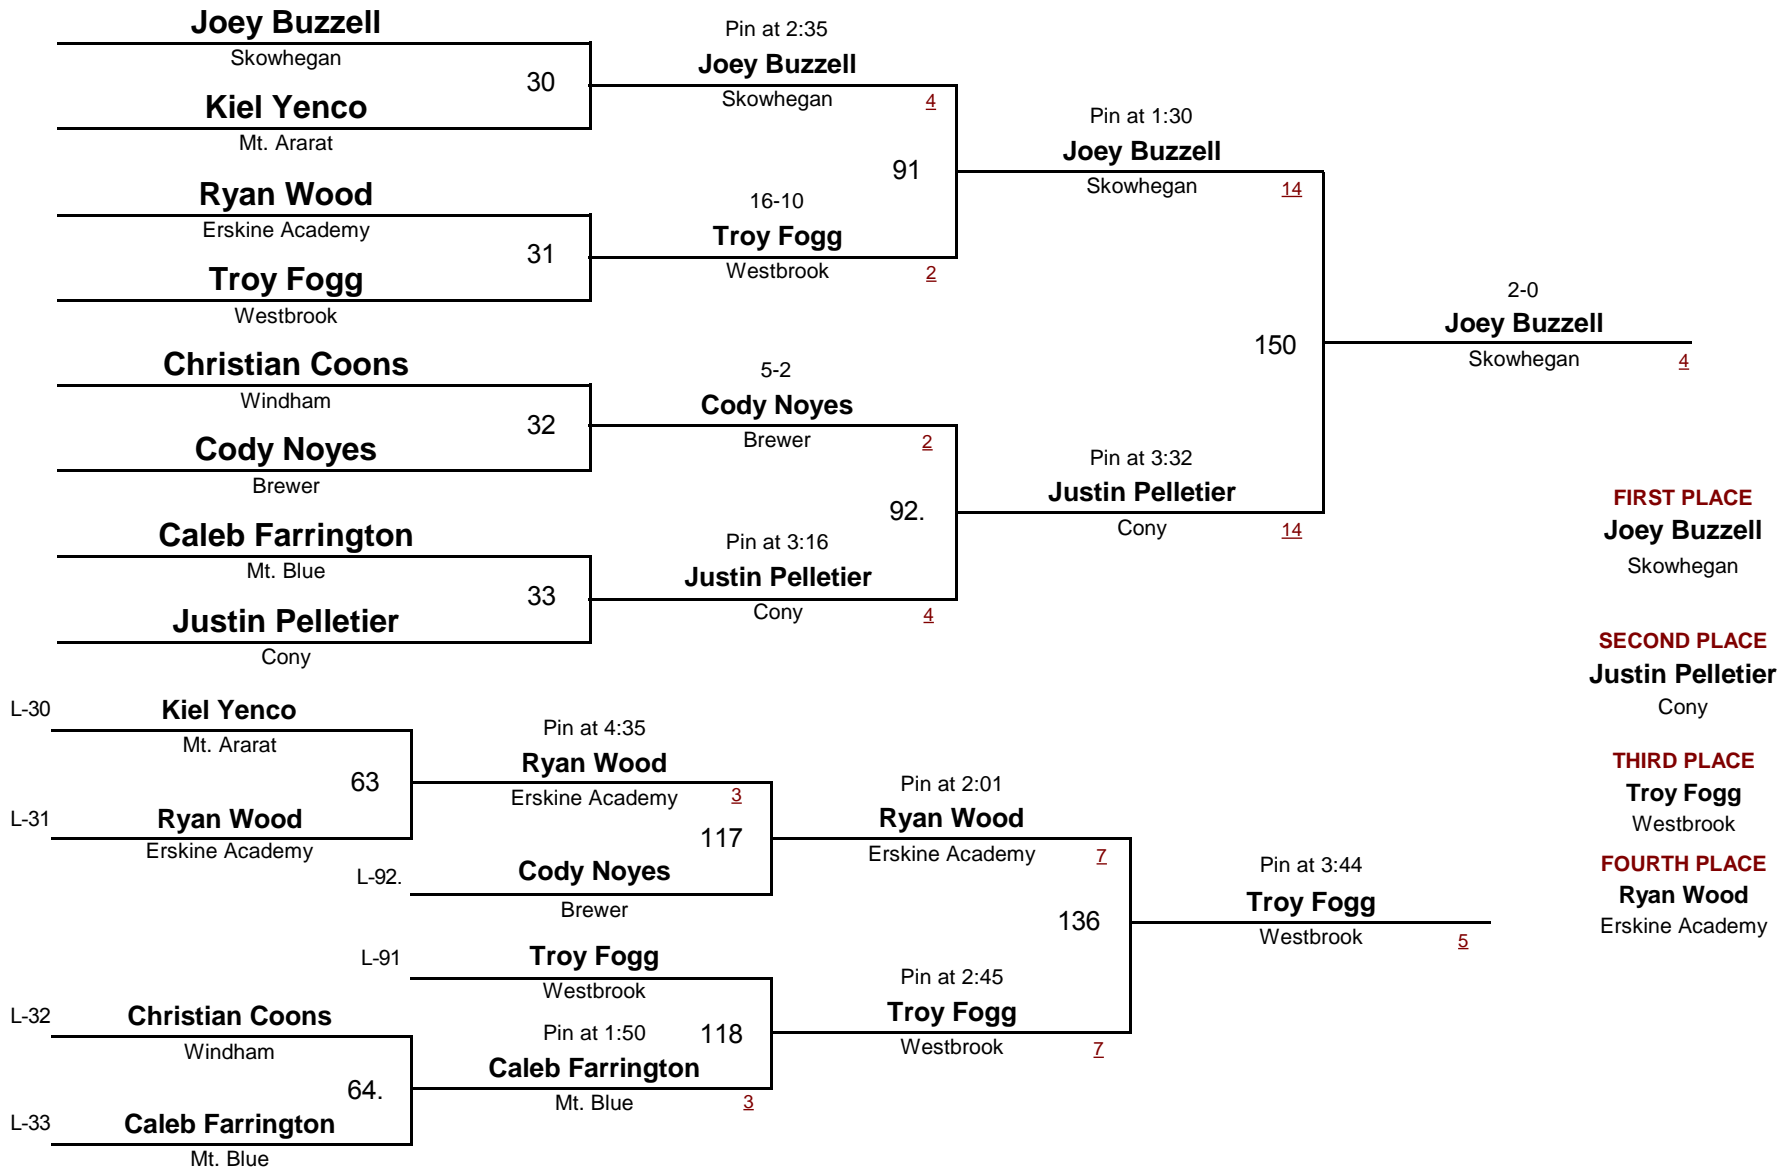 Joey Buzzell
Skowhegan
30
Kiel Yenco
Mt. Ararat
Ryan Wood
Erskine Academy
31
Troy Fogg
Westbrook
Christian Coons
Windham
32
Cody Noyes
Brewer
Caleb Farrington
Mt. Blue
33
Justin Pelletier
Cony
Pin at 2:35
Joey Buzzell
Skowhegan
4
91
16-10
Troy Fogg
Westbrook
2
5-2
Cody Noyes
Brewer
2
92.
Pin at 3:16
Justin Pelletier
Cony
4
Pin at 1:30
Joey Buzzell
Skowhegan
14
150
Pin at 3:32
Justin Pelletier
Cony
14
2-0
Joey Buzzell
Skowhegan
4
FIRST PLACE
Joey Buzzell
Skowhegan
SECOND PLACE
Justin Pelletier
Cony
THIRD PLACE
Troy Fogg
Westbrook
FOURTH PLACE
Ryan Wood
Erskine Academy
L-30
Kiel Yenco
Mt. Ararat
63
L-31
Ryan Wood
Erskine Academy
L-32
Christian Coons
Windham
64.
L-33
Caleb Farrington
Mt. Blue
Pin at 4:35
Ryan Wood
Erskine Academy
3
117
L-92.
Cody Noyes
Brewer
L-91
Troy Fogg
Westbrook
118
Pin at 1:50
Caleb Farrington
Mt. Blue
3
Pin at 2:01
Ryan Wood
Erskine Academy
7
136
Pin at 2:45
Troy Fogg
Westbrook
7
Pin at 3:44
Troy Fogg
Westbrook
5